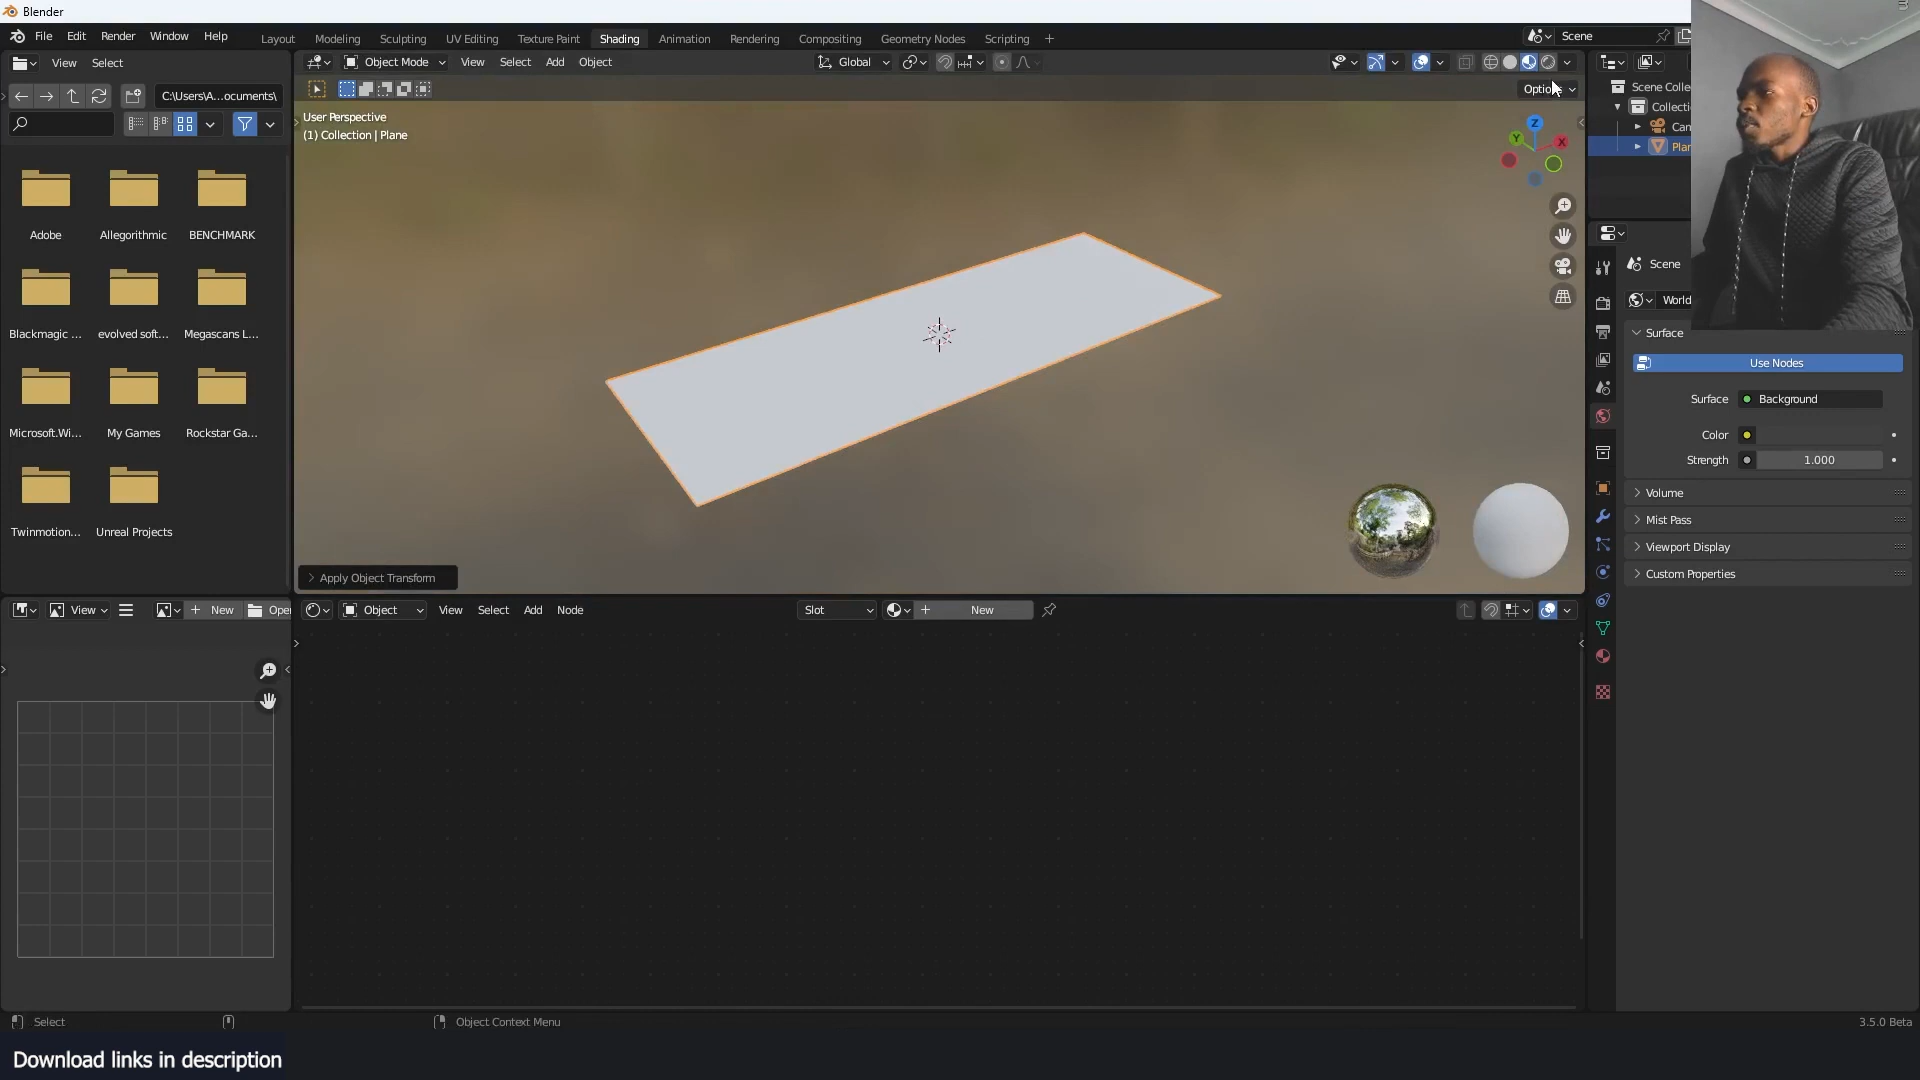 Blender
File Edit Render Window Help
Layout Modeling Sculpting UV Editing Texture Paint Shading Animation Rendering Compositing Geometry Nodes Scripting
Scene
View Select
Object Mode View Select Add Object
Global
C:\Users\A...ocuments\
Options
User Perspective
(1) Collection | Plane
Z
Y
X
Adobe
Allegorithmic
BENCHMARK
Blackmagic ...
evolved soft...
Megascans L...
Microsoft.Wi...
My Games
Rockstar Ga...
Twinmotion...
Unreal Projects
Apply Object Transform
Scene Colle
Collecti
Can
Plan
Scene
World
Surface
Use Nodes
Surface Background
Color
Strength 1.000
Volume
Mist Pass
Viewport Display
Custom Properties
View New Open
Object View Select Add Node
Slot New
Select
Object Context Menu
3.5.0 Beta
Download links in description